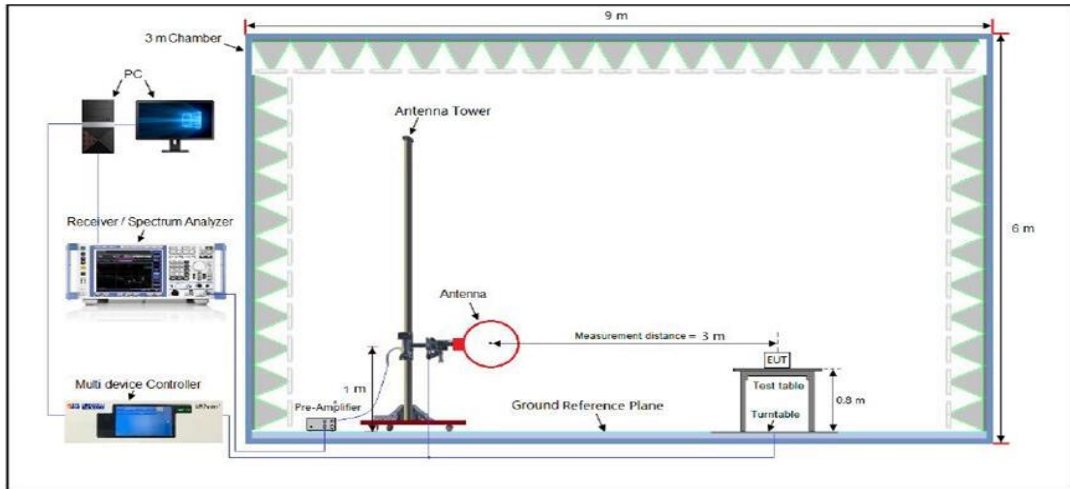 9 m
3 m Chamber
PC
Antenna Tower
Receiver / Spectrum Analyzer
6 m
Antenna
Measurement distance = 3 m
EUT
Multi device Controller
1 m
Test table
0.8 m
Pre-Amplifier
Ground Reference Plane
Turntable